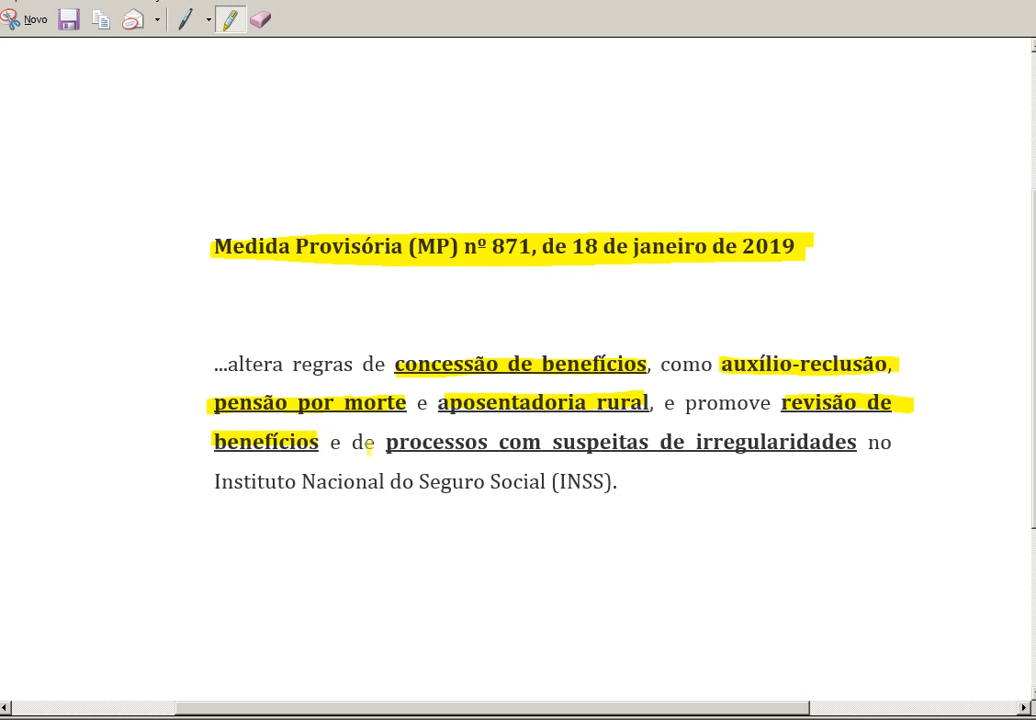 Novo
Medida Provisória (MP) nº 871, de 18 de janeiro de 2019
...altera regras de concessão de benefícios, como auxílio-reclusão,
pensão por morte e aposentadoria rural, e promove revisão de
benefícios e de processos com suspeitas de irregularidades no
Instituto Nacional do Seguro Social (INSS).